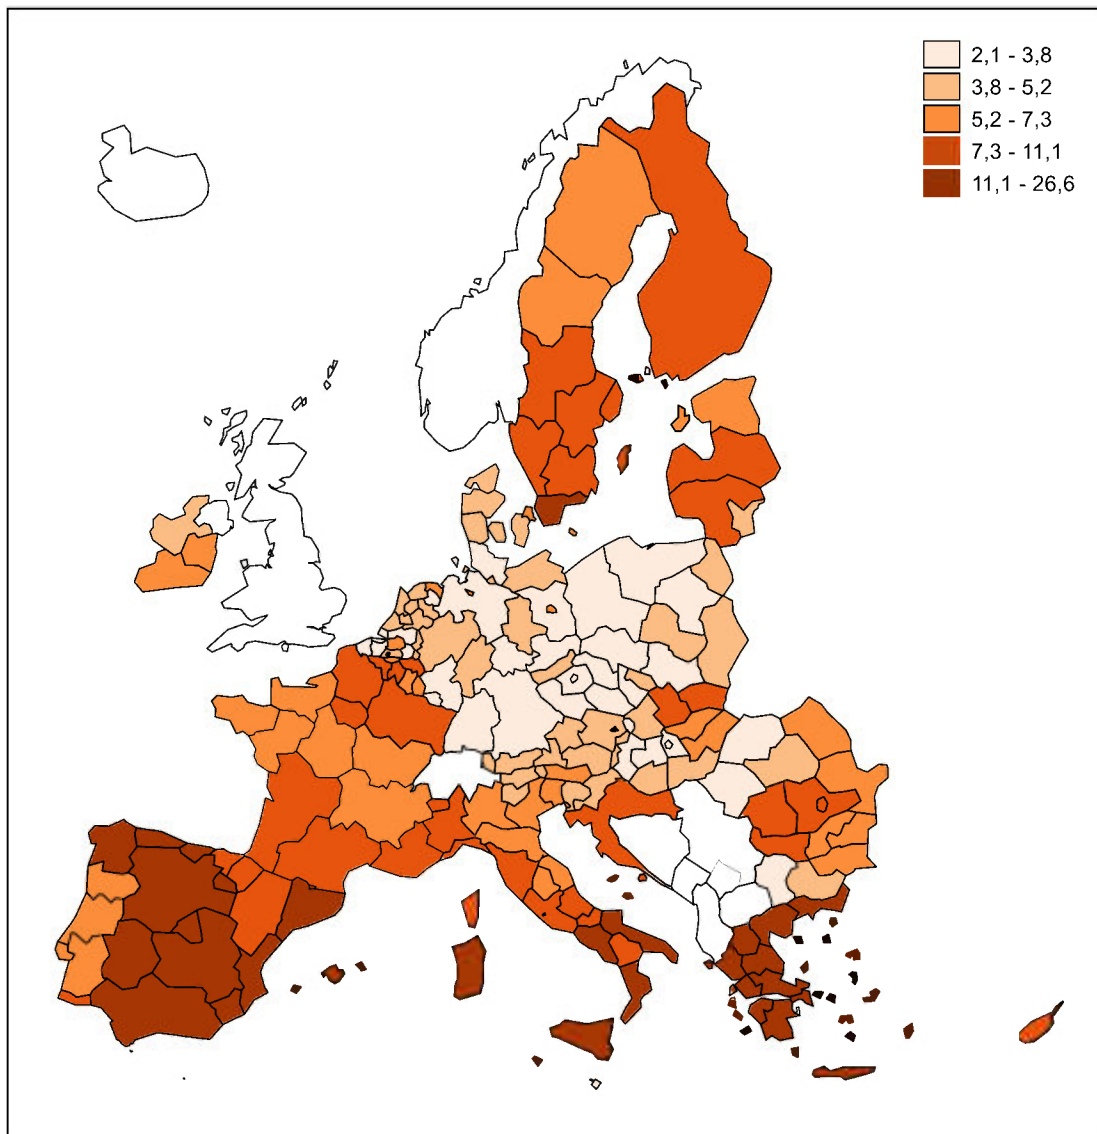 2,1 - 3,8
3,8 - 5,2
5,2 - 7,3
7,3 - 11,1
11,1 - 26,6